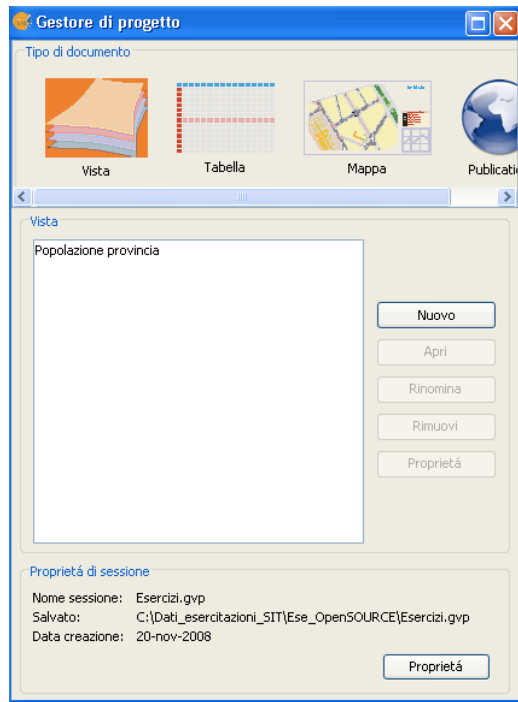 Gestore di progetto
Tipo di documento
Vista
Tabella
Mappa
Publicati
Vista
Popolazione provincia
Nuovo
Apri
Rinomina
Rimuovi
Proprietá
Proprietá di sessione
Nome sessione: Esercizi.gvp
Salvato: C:\Dati_esercitazioni_SIT\Ese_OpenSOURCE\Esercizi.gvp
Data creazione: 20-nov-2008
Proprietá